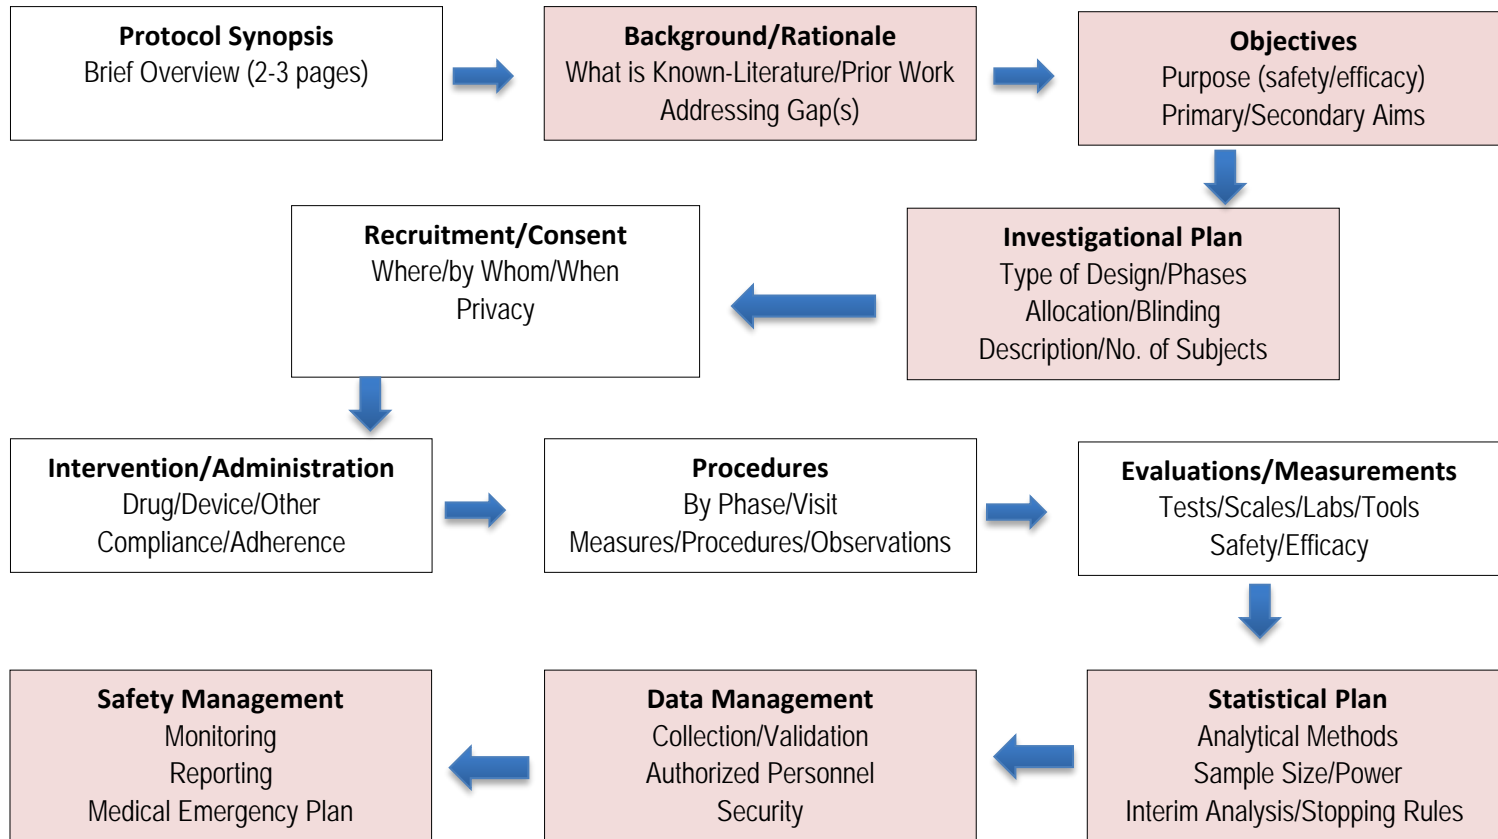 Protocol Synopsis
Brief Overview (2-3 pages)
Background/Rationale
What is Known-Literature/Prior Work
Addressing Gap(s)
Objectives
Purpose (safety/efficacy)
Primary/Secondary Aims
Investigational Plan
Type of Design/Phases
Allocation/Blinding
Description/No. of Subjects
Recruitment/Consent
Where/by Whom/When
Privacy
Intervention/Administration
Drug/Device/Other
Compliance/Adherence
Procedures
By Phase/Visit
Measures/Procedures/Observations
Evaluations/Measurements
Tests/Scales/Labs/Tools
Safety/Efficacy
Statistical Plan
Analytical Methods
Sample Size/Power
Interim Analysis/Stopping Rules
Data Management
Collection/Validation
Authorized Personnel
Security
Safety Management
Monitoring
Reporting
Medical Emergency Plan